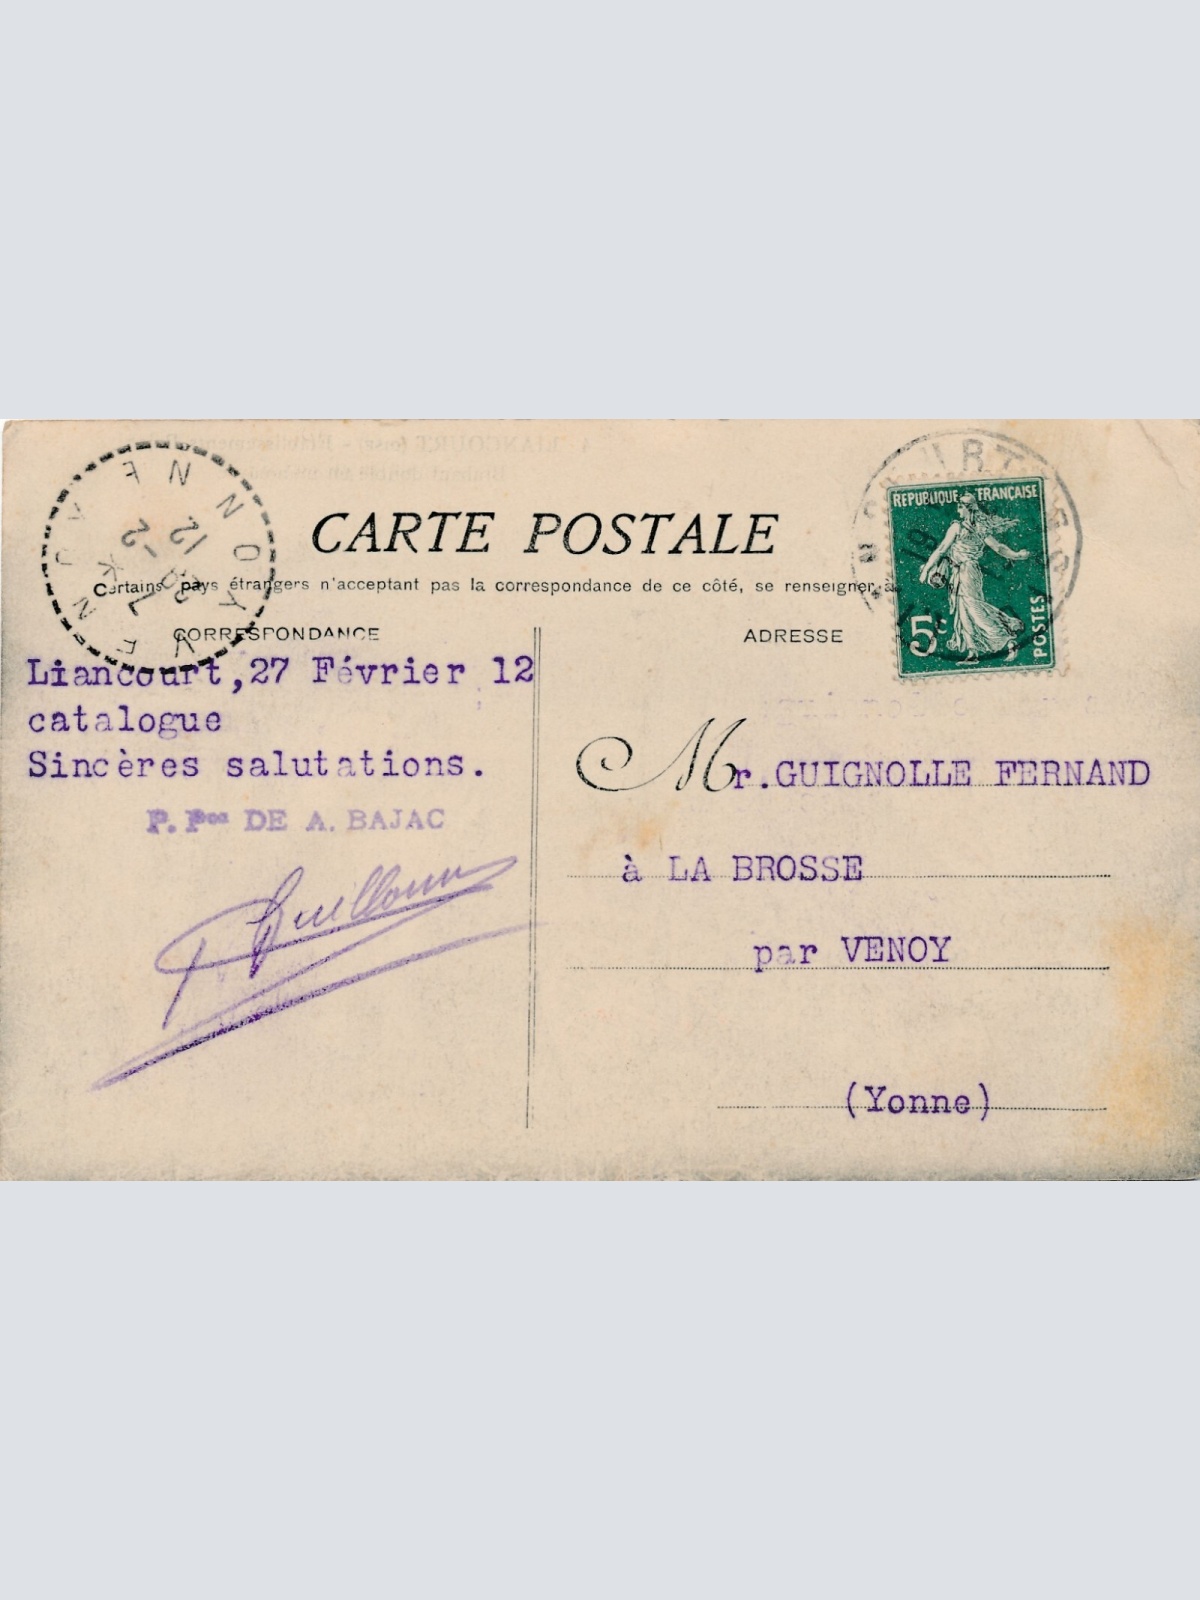 CARTE POSTALE
Certains pays étrangers n'acceptant pas la correspondance de ce côté, se renseigner à
CORRESPONDANCE
Liancourt,27 Février 12
catalogue
Sincères salutations.
P. Pon DE A. BAJAC
ADRESSE
Mr.GUIGNOLLE FERNAND
à LA BROSSE
par VENOY
(Yonne)
REPUBLIQUE FRANÇAISE
5c
POSTES
YONNE